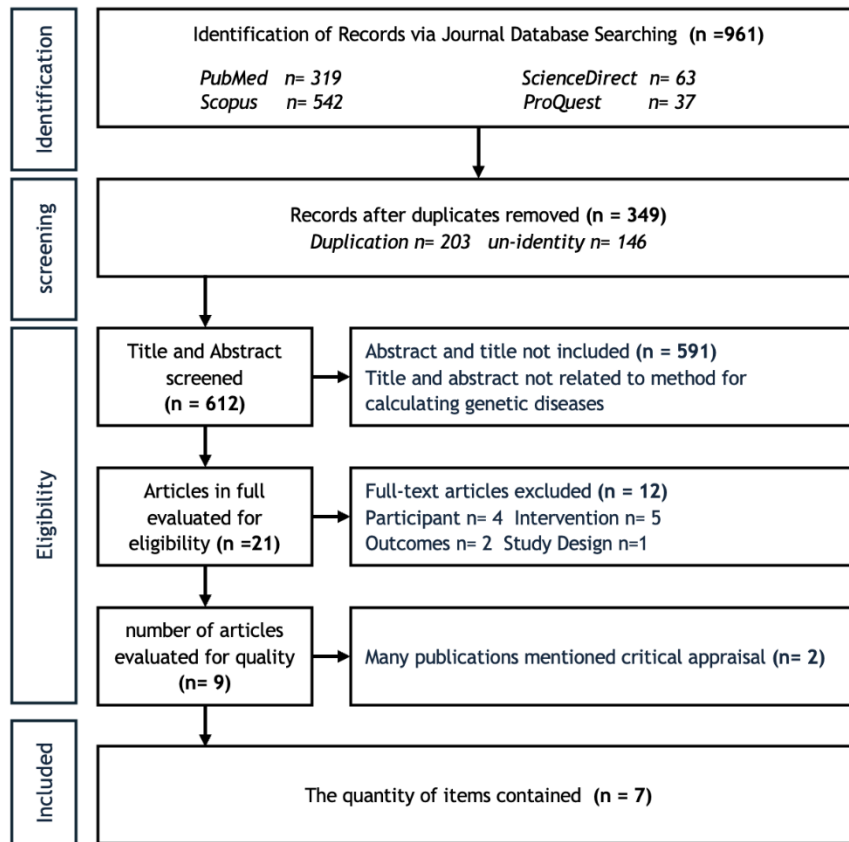 Identification
Identification of Records via Journal Database Searching (n =961)
PubMed n= 319 ScienceDirect n= 63
Scopus n= 542 ProQuest n= 37
screening
Records after duplicates removed (n = 349)
Duplication n= 203 un-identity n= 146
Eligibility
Title and Abstract
screened
(n = 612)
Abstract and title not included (n = 591)
Title and abstract not related to method for
calculating genetic diseases
Articles in full
evaluated for
eligibility (n =21)
Full-text articles excluded (n = 12)
Participant n= 4 Intervention n= 5
Outcomes n= 2 Study Design n=1
number of articles
evaluated for quality
(n= 9)
Many publications mentioned critical appraisal (n= 2)
Included
The quantity of items contained (n = 7)